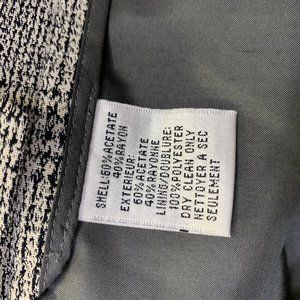 SHELL:60% ACETATE
40% RAYON
EXTERIEUR:
60% ACETATE
40% RAYONNE
LINING/DOUBLURE:
100% POLYESTER
DRY CLEAN ONLY
NETTOYER A SEC
SEULEMENT